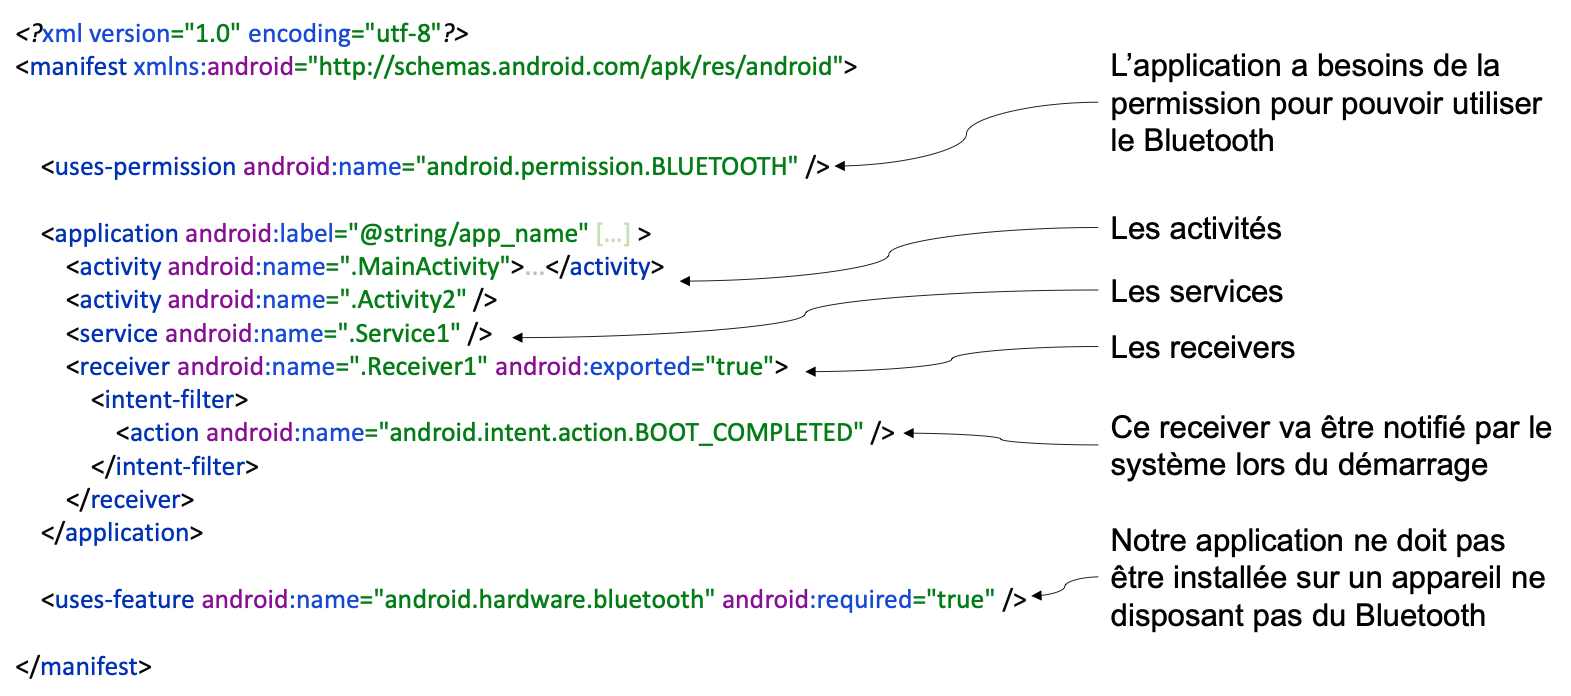 <?xml version="1.0" encoding="utf-8"?>
<manifest xmlns:android="http://schemas.android.com/apk/res/android">
L’application a besoins de la
permission pour pouvoir utiliser
le Bluetooth
<uses-permission android:name="android.permission.BLUETOOTH" />
<application android:label="@string/app_name" [...] >
Les activités
<activity android:name=".MainActivity">...</activity>
<activity android:name=".Activity2" />
Les services
<service android:name=".Service1" />
Les receivers
<receiver android:name=".Receiver1" android:exported="true">
<intent-filter>
<action android:name="android.intent.action.BOOT_COMPLETED" />
Ce receiver va être notifié par le
système lors du démarrage
</intent-filter>
</receiver>
</application>
Notre application ne doit pas
être installée sur un appareil ne
disposant pas du Bluetooth
<uses-feature android:name="android.hardware.bluetooth" android:required="true" />
</manifest>